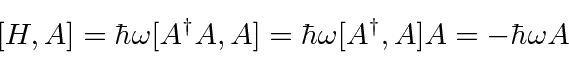 [H, A] = ℏω[A†A, A] = ℏω[A†, A]A = −ℏωA